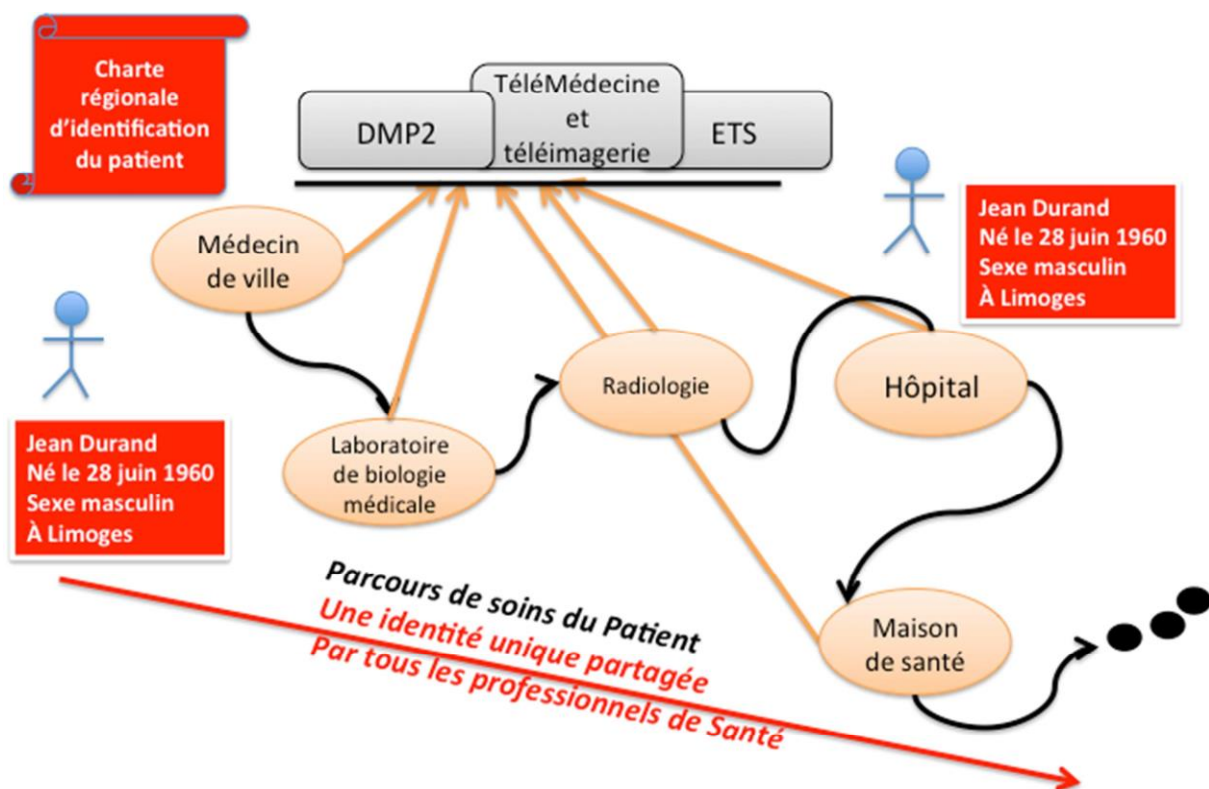 Charte
régionale
d'identification
du patient
DMP2
TéléMédecine
et
téléimagerie
ETS
Médecin
de ville
Jean Durand
Né le 28 juin 1960
Sexe masculin
À Limoges
Radiologie
Hôpital
Jean Durand
Né le 28 juin 1960
Sexe masculin
À Limoges
Laboratoire
de biologie
médicale
Parcours de soins du Patient
Une identité unique partagée
Par tous les professionnels de Santé
Maison
de santé